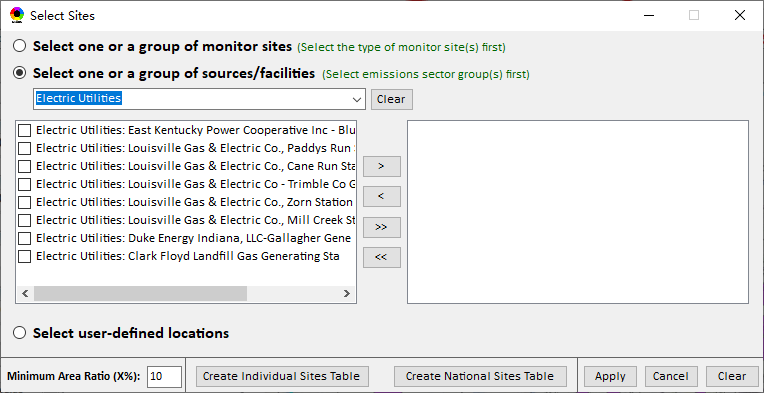 Select Sites
Select one or a group of monitor sites (Select the type of monitor site(s) first)
Select one or a group of sources/facilities (Select emissions sector group(s) first)
Electric Utilities
Clear
Electric Utilities: East Kentucky Power Cooperative Inc - Blu
Electric Utilities: Louisville Gas & Electric Co., Paddys Run
Electric Utilities: Louisville Gas & Electric Co., Cane Run Sta
Electric Utilities: Louisville Gas & Electric Co - Trimble Co G
Electric Utilities: Louisville Gas & Electric Co., Zorn Station
Electric Utilities: Louisville Gas & Electric Co., Mill Creek St
Electric Utilities: Duke Energy Indiana, LLC-Gallagher Gene
Electric Utilities: Clark Floyd Landfill Gas Generating Sta
>
<
>>
<<
Select user-defined locations
Minimum Area Ratio (X%): 10
Create Individual Sites Table
Create National Sites Table
Apply
Cancel
Clear